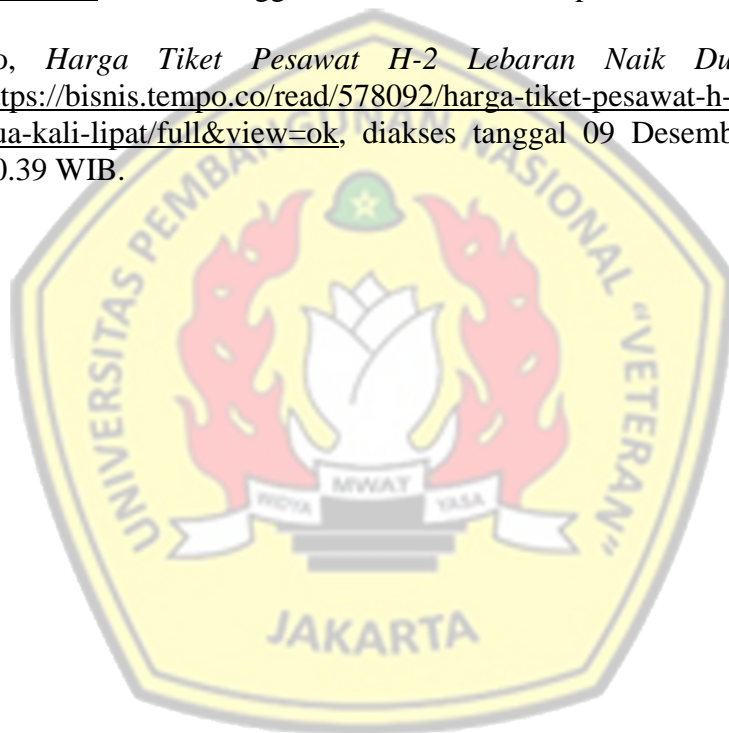 o, Harga Tiket Pesawat H-2 Lebaran Naik Du
ttps://bisnis.tempo.co/read/578092/harga-tiket-pesawat-h-
ua-kali-lipat/full&view=ok, diakses tanggal 09 Desemb
0.39 WIB.
UNIVERSITAS PEMBANGUNAN NASIONAL "VETERAN"
WIDYA MWAT YASA
JAKARTA